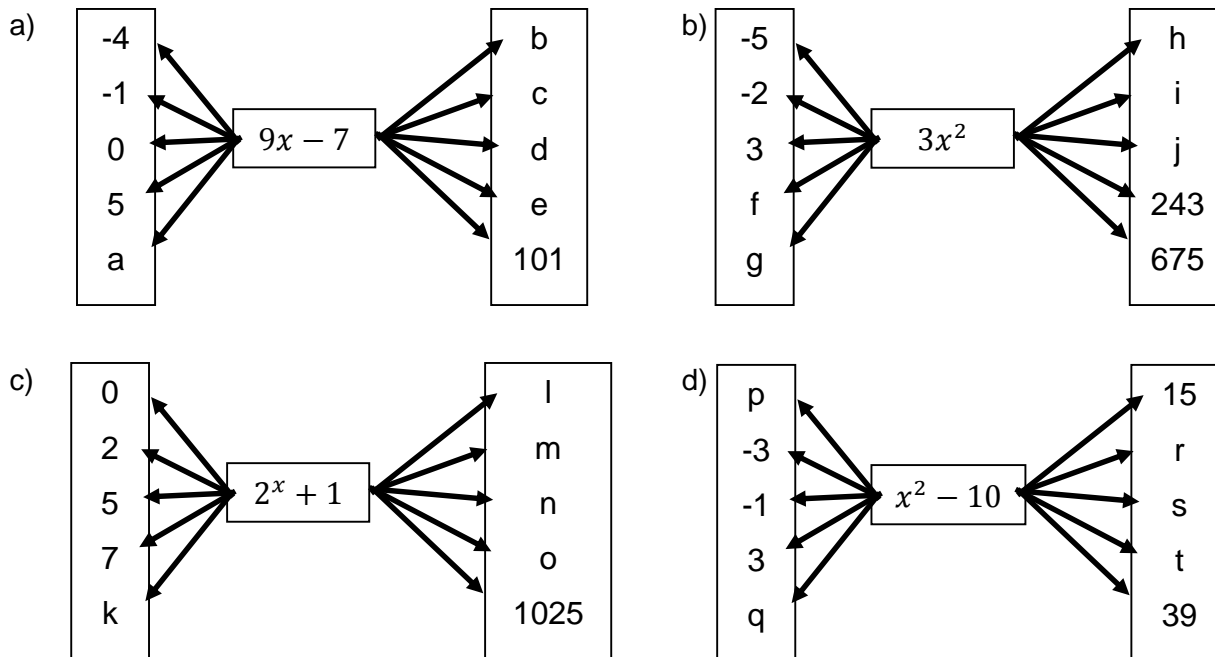 a)
-4
-1
0
5
a
9x − 7
b
c
d
e
101
b)
-5
-2
3
f
g
3x²
h
i
j
243
675
c)
0
2
5
7
k
2ˣ + 1
l
m
n
o
1025
d)
p
-3
-1
3
q
x² − 10
15
r
s
t
39